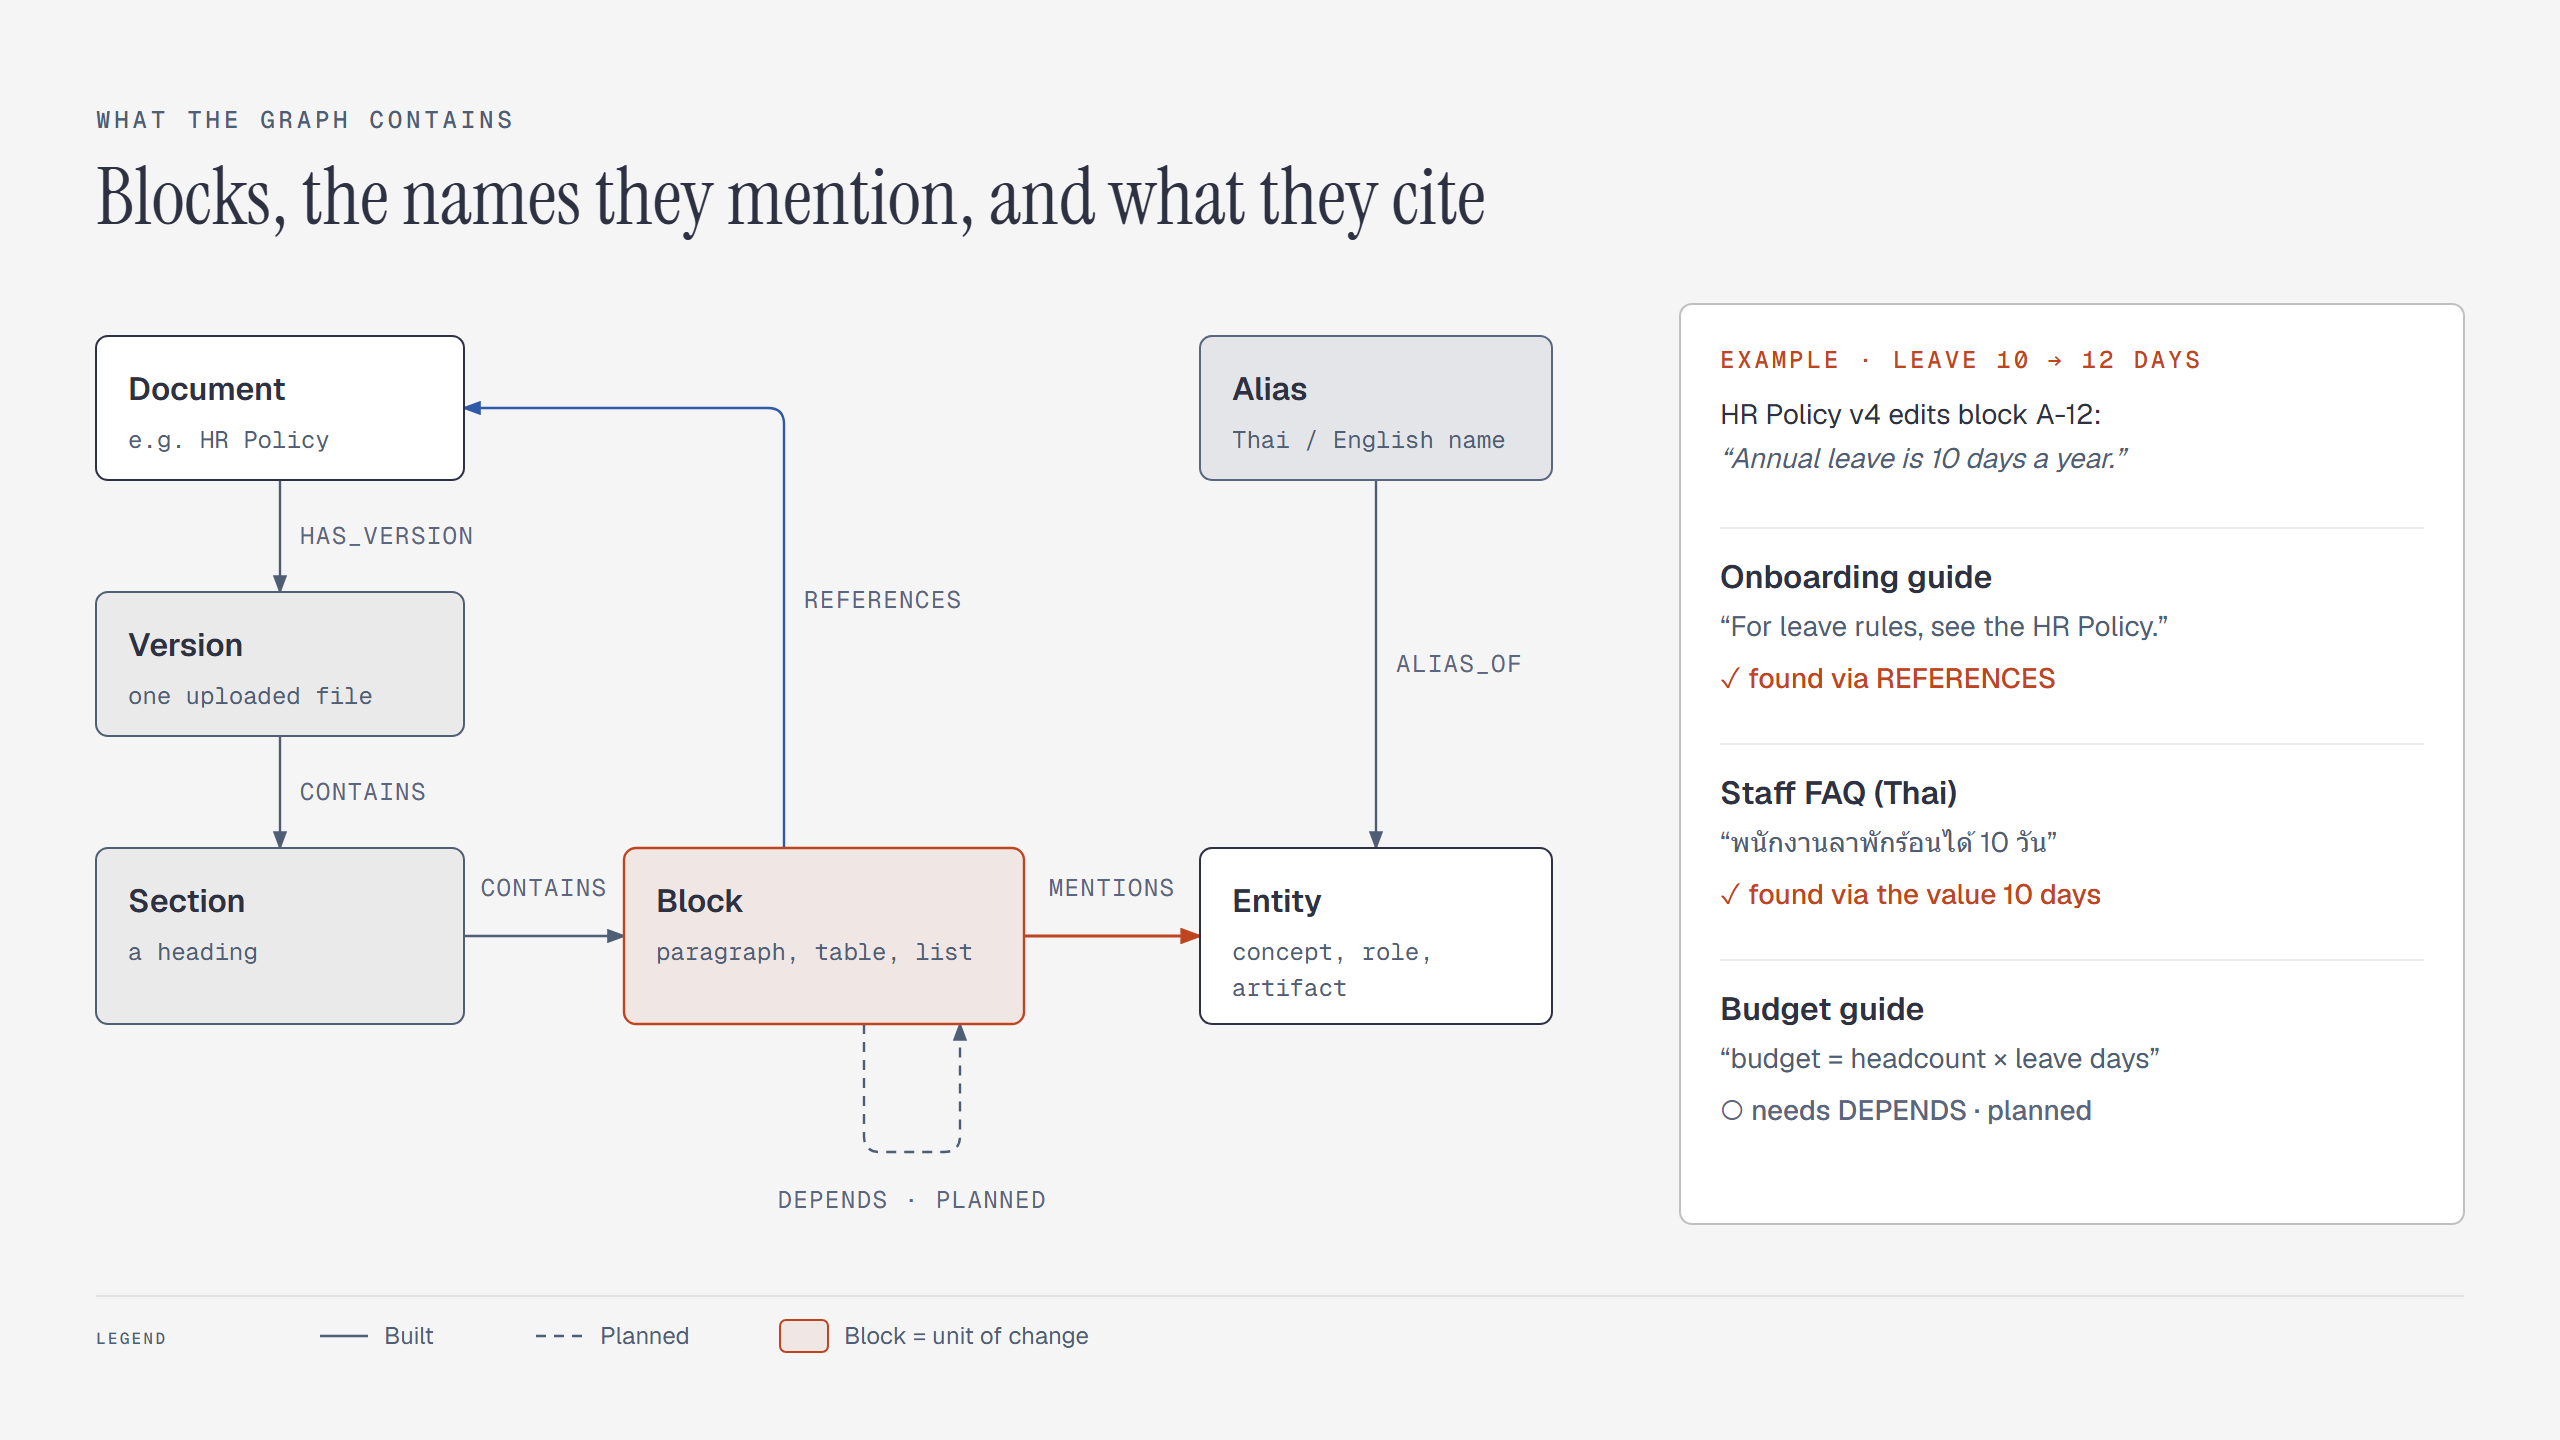 WHAT THE GRAPH CONTAINS
Blocks, the names they mention, and what they cite
Document
e.g. HR Policy
HAS_VERSION
Version
one uploaded file
CONTAINS
Section
a heading
CONTAINS
Block
paragraph, table, list
REFERENCES
MENTIONS
DEPENDS · PLANNED
Alias
Thai / English name
ALIAS_OF
Entity
concept, role,
artifact
EXAMPLE · LEAVE 10 → 12 DAYS
HR Policy v4 edits block A-12:
“Annual leave is 10 days a year.”
Onboarding guide
“For leave rules, see the HR Policy.”
✓ found via REFERENCES
Staff FAQ (Thai)
“พนักงานลาพักร้อนได้ 10 วัน”
✓ found via the value 10 days
Budget guide
“budget = headcount × leave days”
○ needs DEPENDS · planned
LEGEND
Built
Planned
Block = unit of change